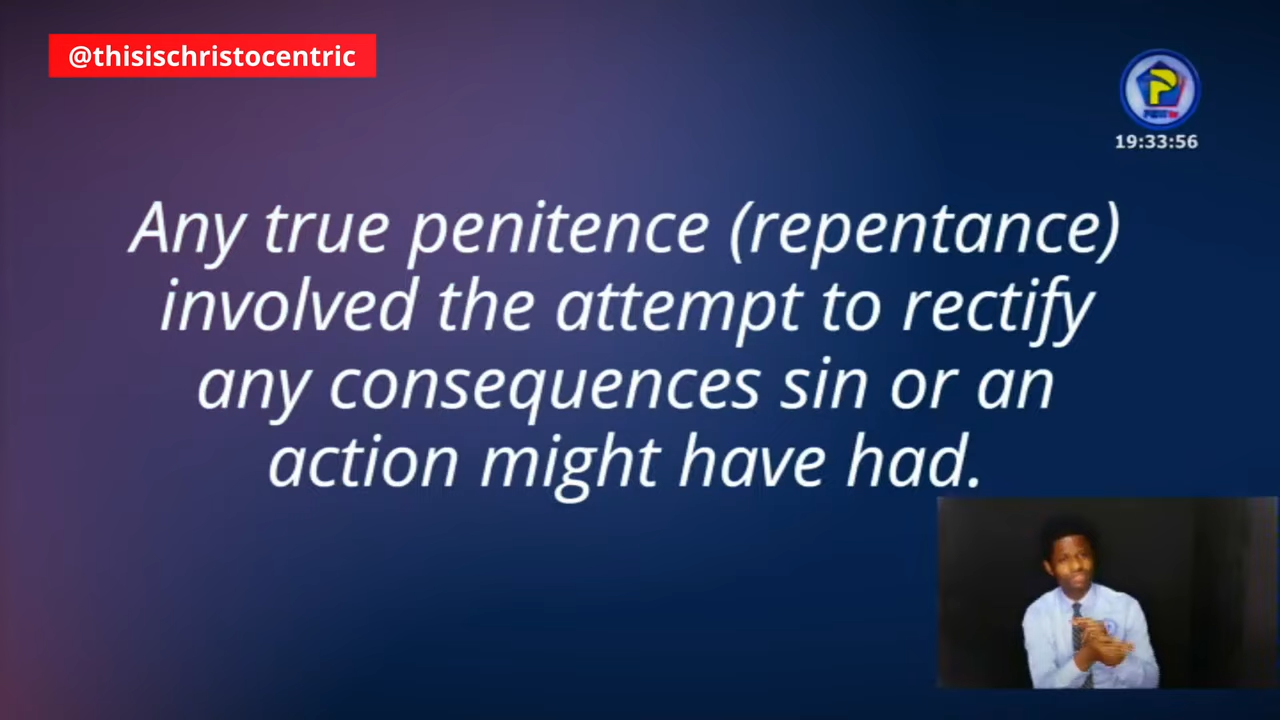 @thisischristocentric
P
19:33:56
Any true penitence (repentance)
involved the attempt to rectify
any consequences sin or an
action might have had.